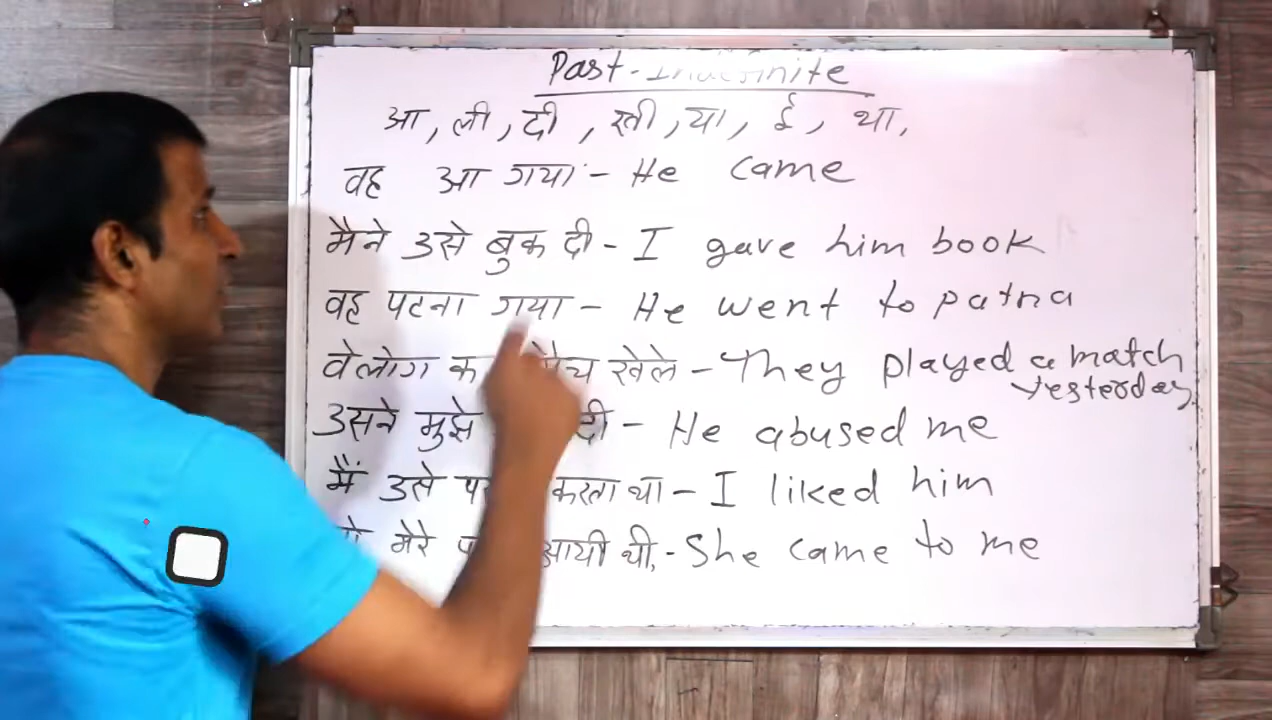 Past-Indefinite
आ, ली, दी, रती, या, ई, था,
वह आ गया - He came
मैने उसे बुक दी - I gave him book
वह पटना गया - He went to patna
वे लोग मैच खेले - They played a match
yesterday
उसने मुझे दी - He abused me
मैं उसे करता था - I liked him
मेरे आयी थी, - She came to me